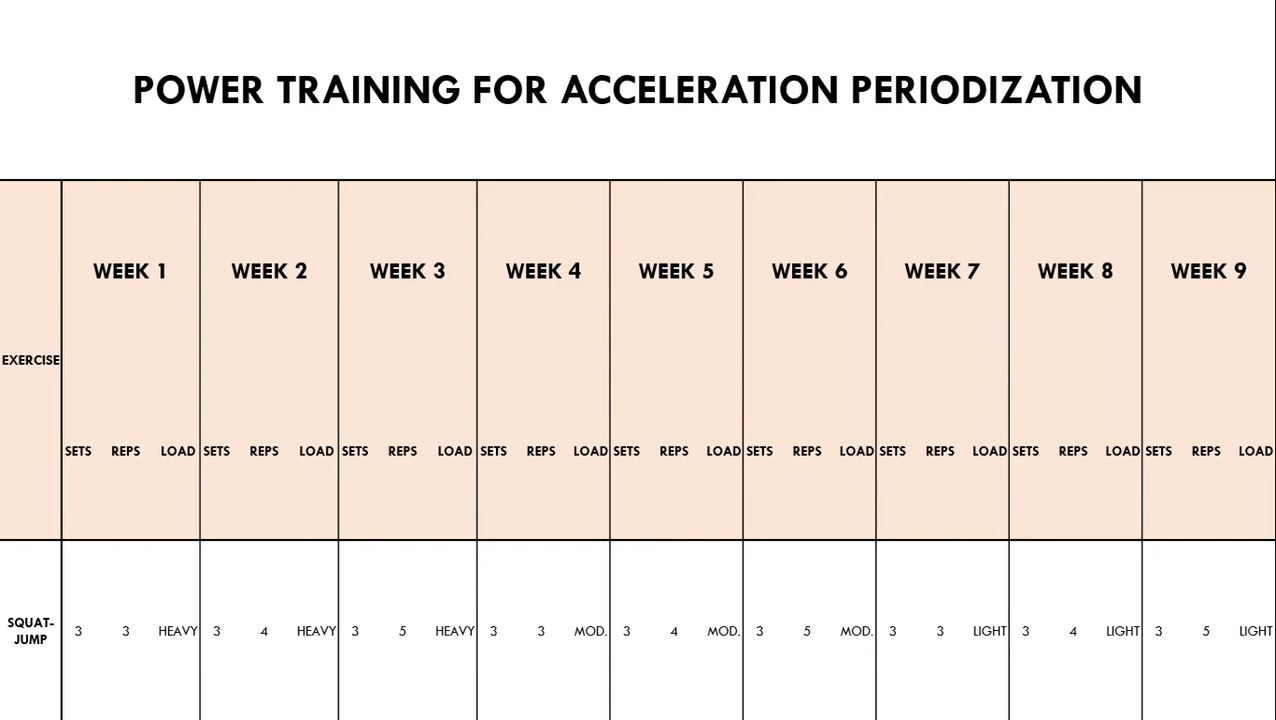 POWER TRAINING FOR ACCELERATION PERIODIZATION
WEEK 1 WEEK 2 WEEK 3 WEEK 4 WEEK 5 WEEK 6 WEEK 7 WEEK 8 WEEK 9
EXERCISE
SETS REPS LOAD SETS REPS LOAD SETS REPS LOAD SETS REPS LOAD SETS REPS LOAD SETS REPS LOAD SETS REPS LOAD SETS REPS LOAD SETS REPS LOAD
SQUAT-
JUMP
3 3 HEAVY 3 4 HEAVY 3 5 HEAVY 3 3 MOD. 3 4 MOD. 3 5 MOD. 3 3 LIGHT 3 4 LIGHT 3 5 LIGHT